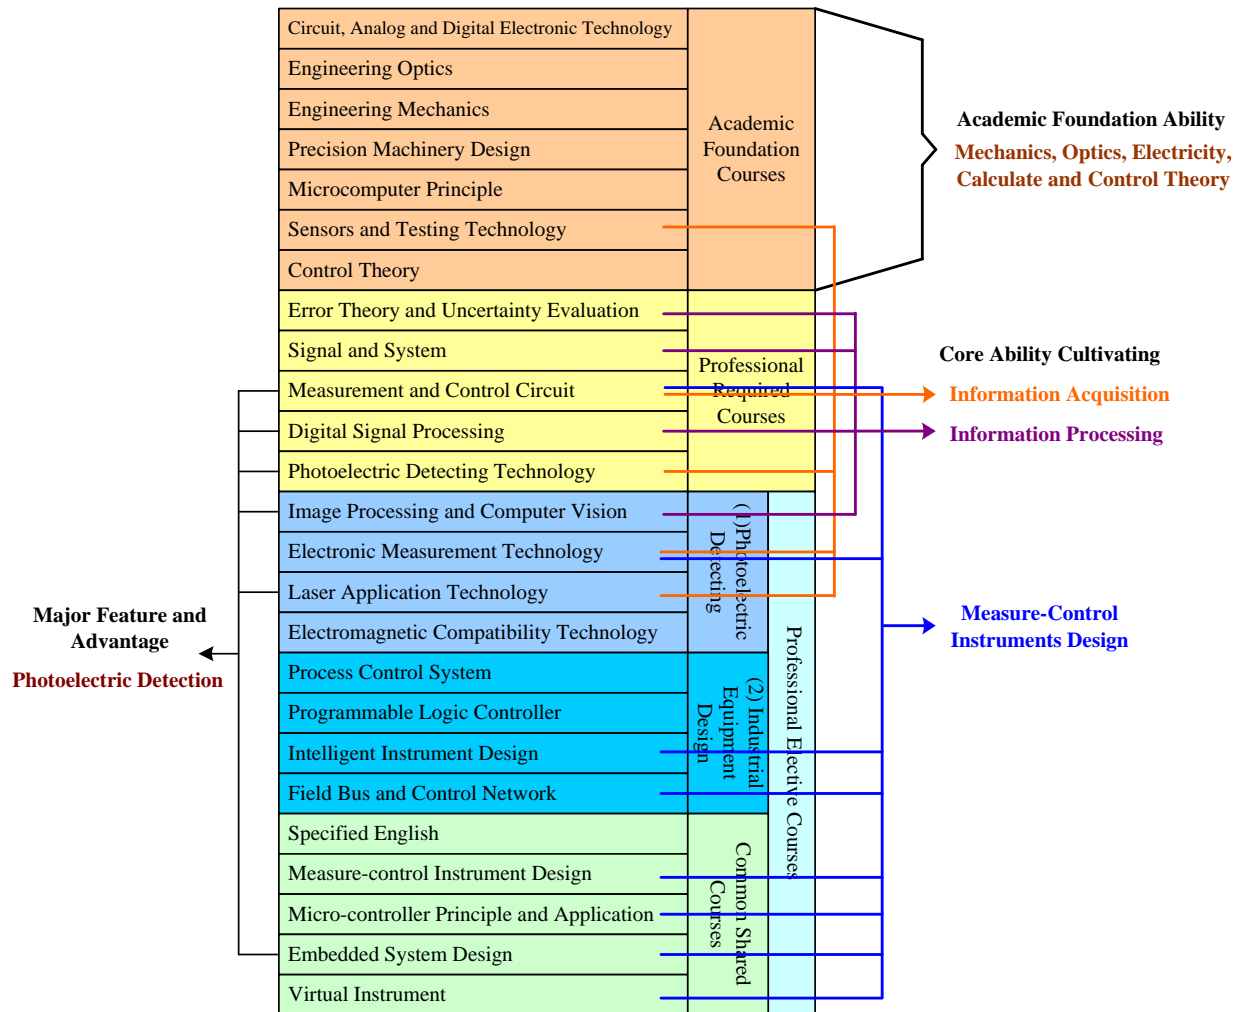 Circuit, Analog and Digital Electronic Technology
Engineering Optics
Engineering Mechanics
Precision Machinery Design
Microcomputer Principle
Sensors and Testing Technology
Control Theory
Error Theory and Uncertainty Evaluation
Signal and System
Measurement and Control Circuit
Digital Signal Processing
Photoelectric Detecting Technology
Image Processing and Computer Vision
Electronic Measurement Technology
Laser Application Technology
Electromagnetic Compatibility Technology
Process Control System
Programmable Logic Controller
Intelligent Instrument Design
Field Bus and Control Network
Specified English
Measure-control Instrument Design
Micro-controller Principle and Application
Embedded System Design
Virtual Instrument
Academic
Foundation
Courses
Professional
Required
Courses
(1)Photoelectric
Detecting
(2) Industrial
Equipment
Design
Common Shared
Courses
Professional Elective Courses
Academic Foundation Ability
Mechanics, Optics, Electricity,
Calculate and Control Theory
Core Ability Cultivating
Information Acquisition
Information Processing
Measure-Control
Instruments Design
Major Feature and
Advantage
Photoelectric Detection